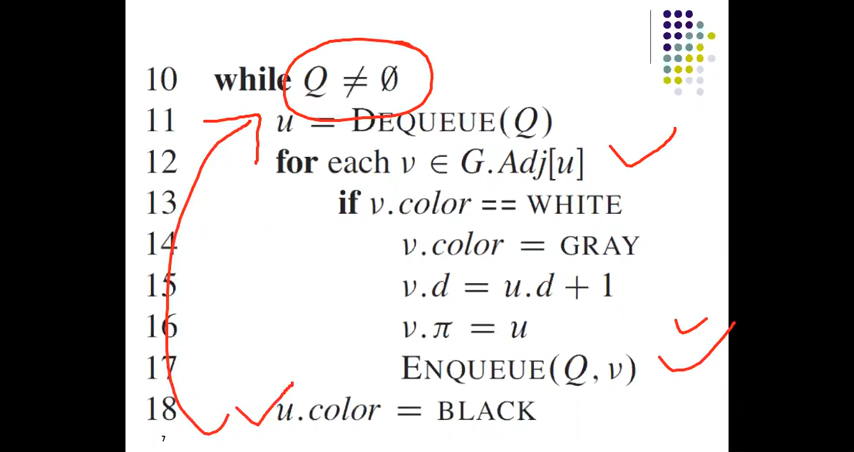 10 while Q ≠ ∅
11 u = DEQUEUE(Q)
12 for each v ∈ G.Adj[u]
13 if v.color == WHITE
14 v.color = GRAY
15 v.d = u.d + 1
16 v.π = u
17 ENQUEUE(Q, v)
18 u.color = BLACK
7